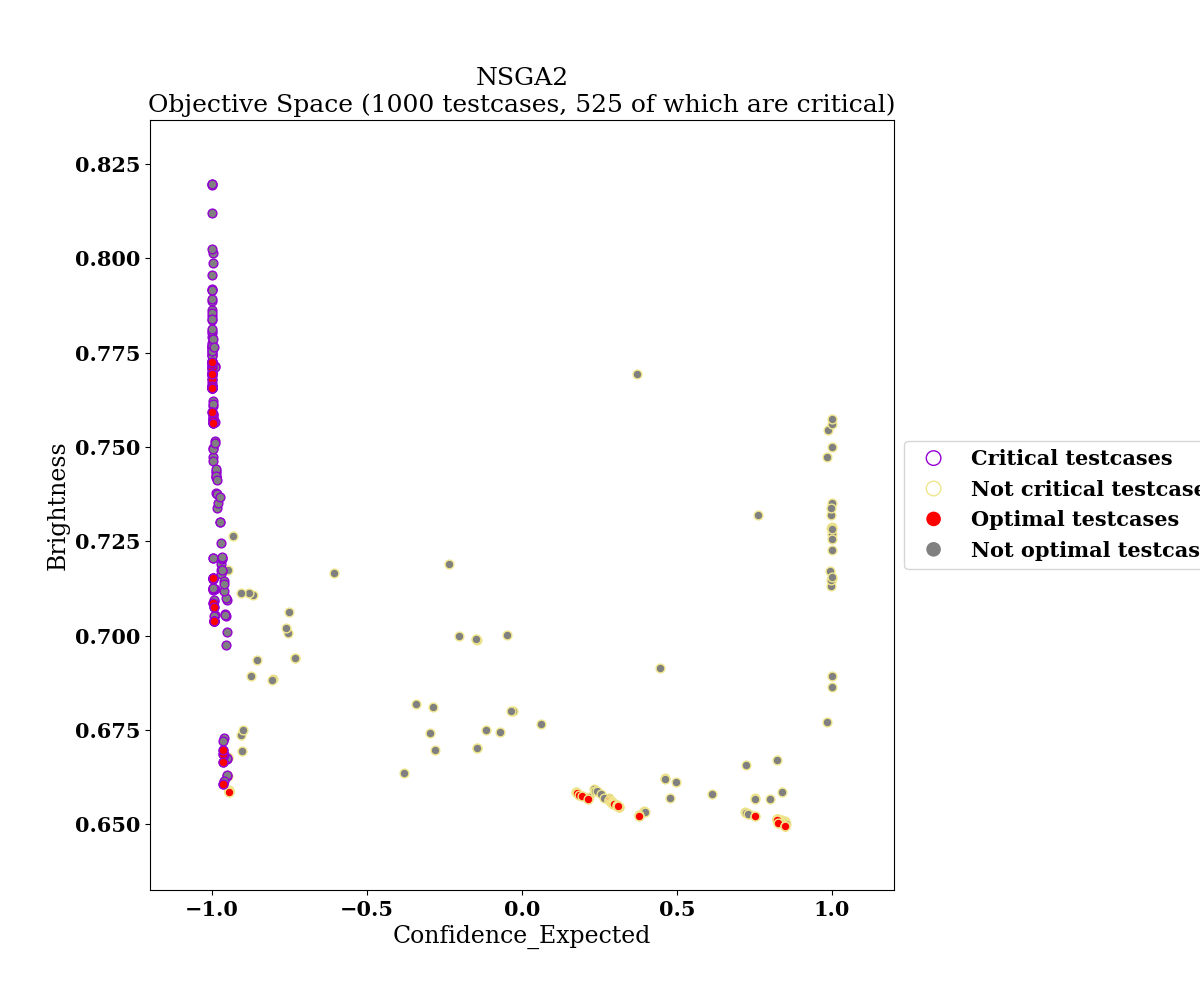 NSGA2
Objective Space (1000 testcases, 525 of which are critical)
0.825
0.800
0.775
0.750
0.725
0.700
0.675
0.650
Brightness
−1.0
−0.5
0.0
0.5
1.0
Confidence_Expected
Critical testcases
Not critical testcase
Optimal testcases
Not optimal testcas